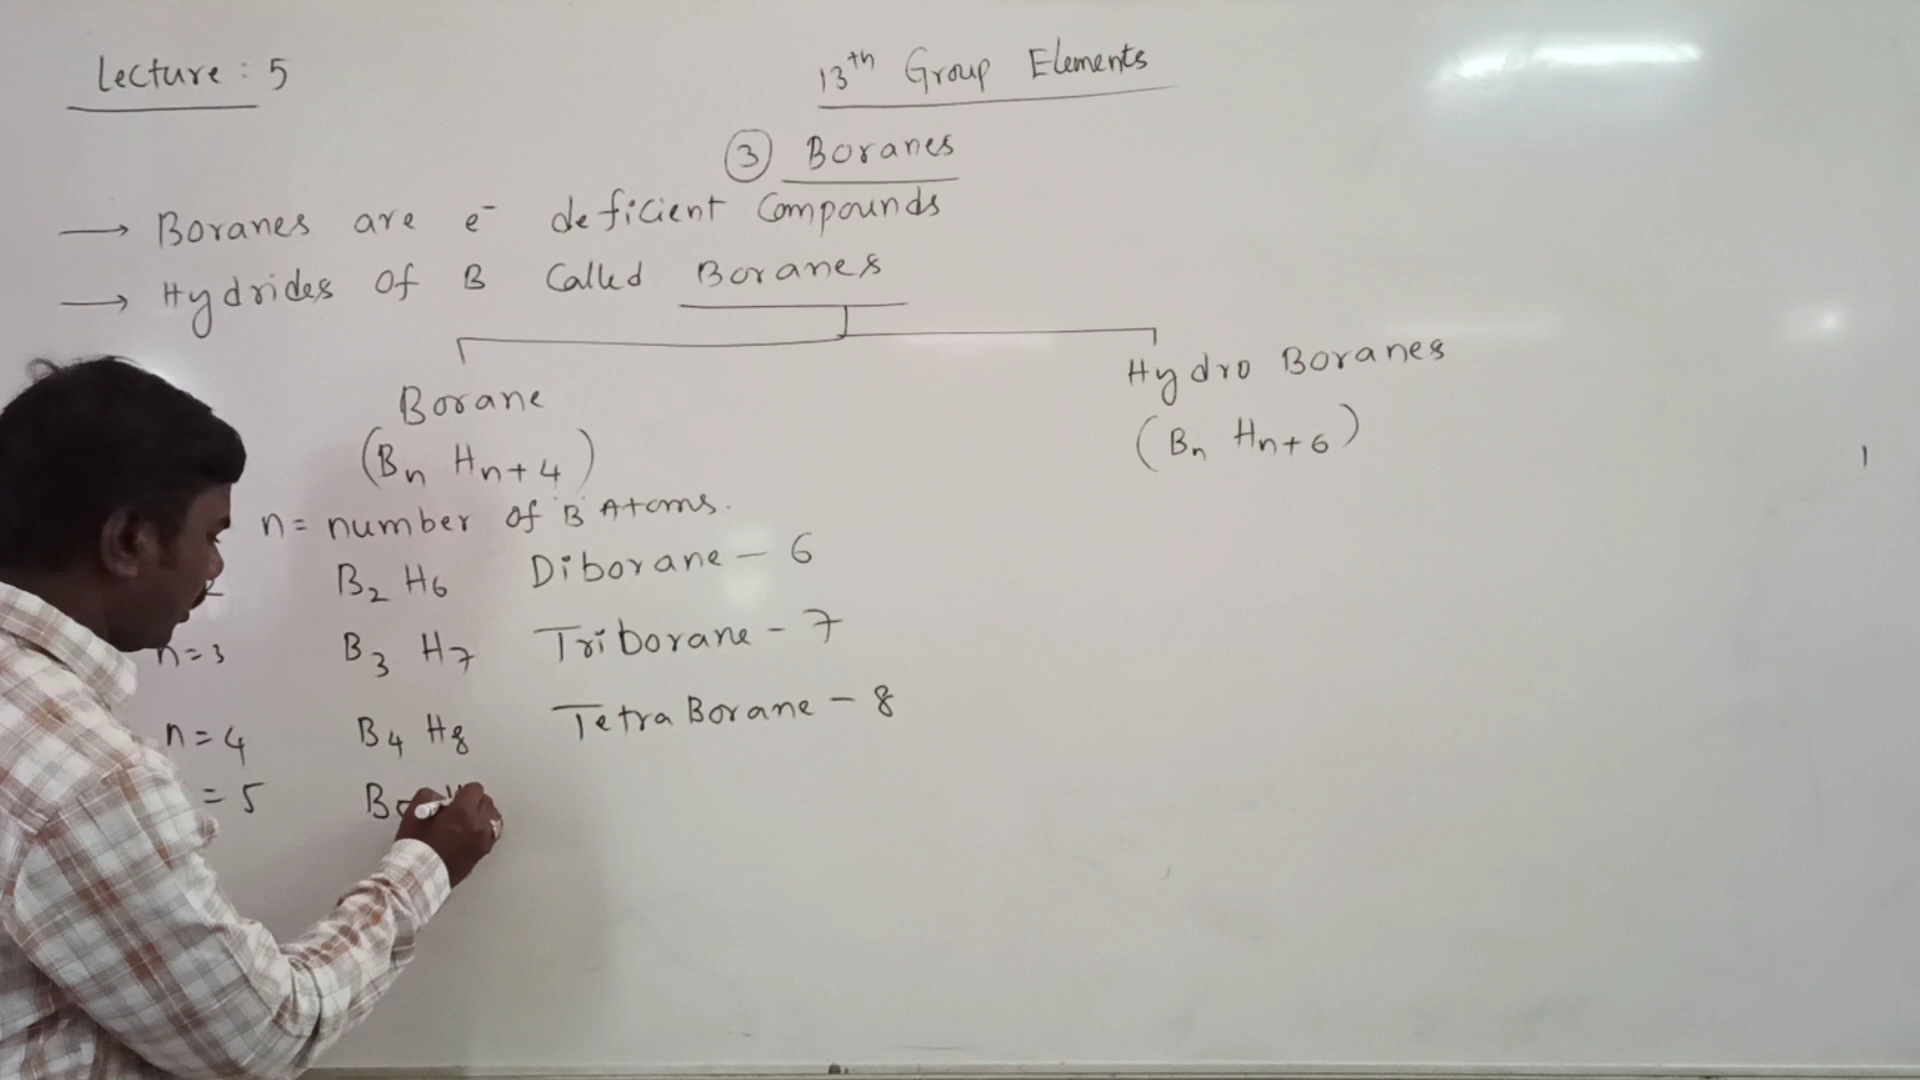 Lecture : 5
13th Group Elements
③ Boranes
→ Boranes are e⁻ deficient Compounds
→ Hydrides Of B Called Boranes
Borane
(Bn Hn+4)
Hydro Boranes
(Bn Hn+6)
n = number of B Atoms.
B2 H6 Diborane - 6
n=3 B3 H7 Triborane - 7
n=4 B4 H8 Tetra Borane - 8
= 5 B